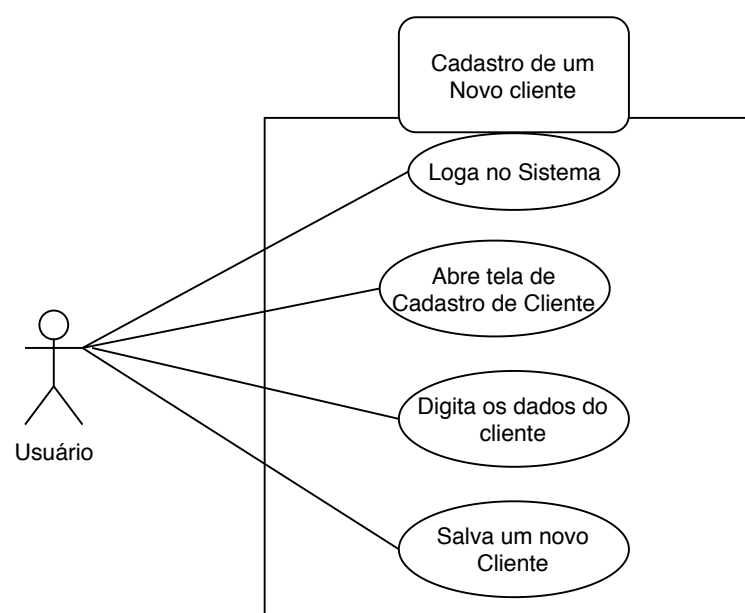 Cadastro de um
Novo cliente
Loga no Sistema
Abre tela de
Cadastro de Cliente
Digita os dados do
cliente
Usuário
Salva um novo
Cliente